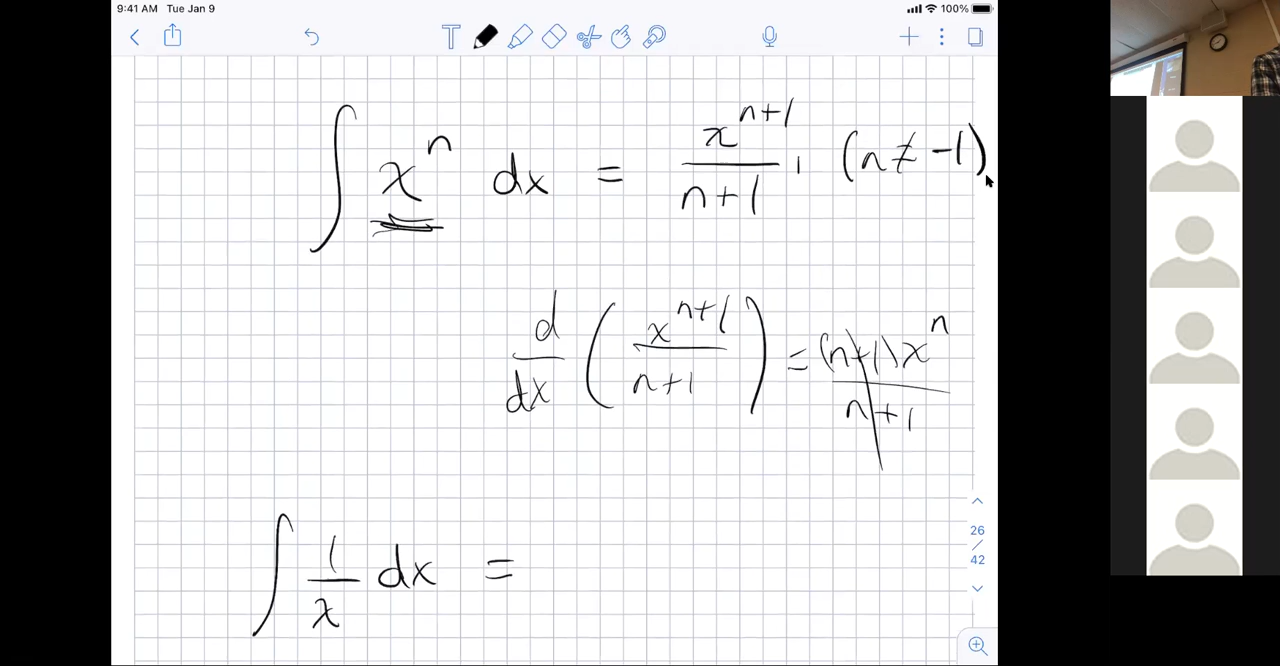 9:41 AM Tue Jan 9 100%
∫ x^n dx = x^(n+1)/(n+1), (n ≠ -1)
d/dx (x^(n+1)/(n+1)) = (n+1)x^n/(n+1)
26
/
42
∫ 1/x dx =